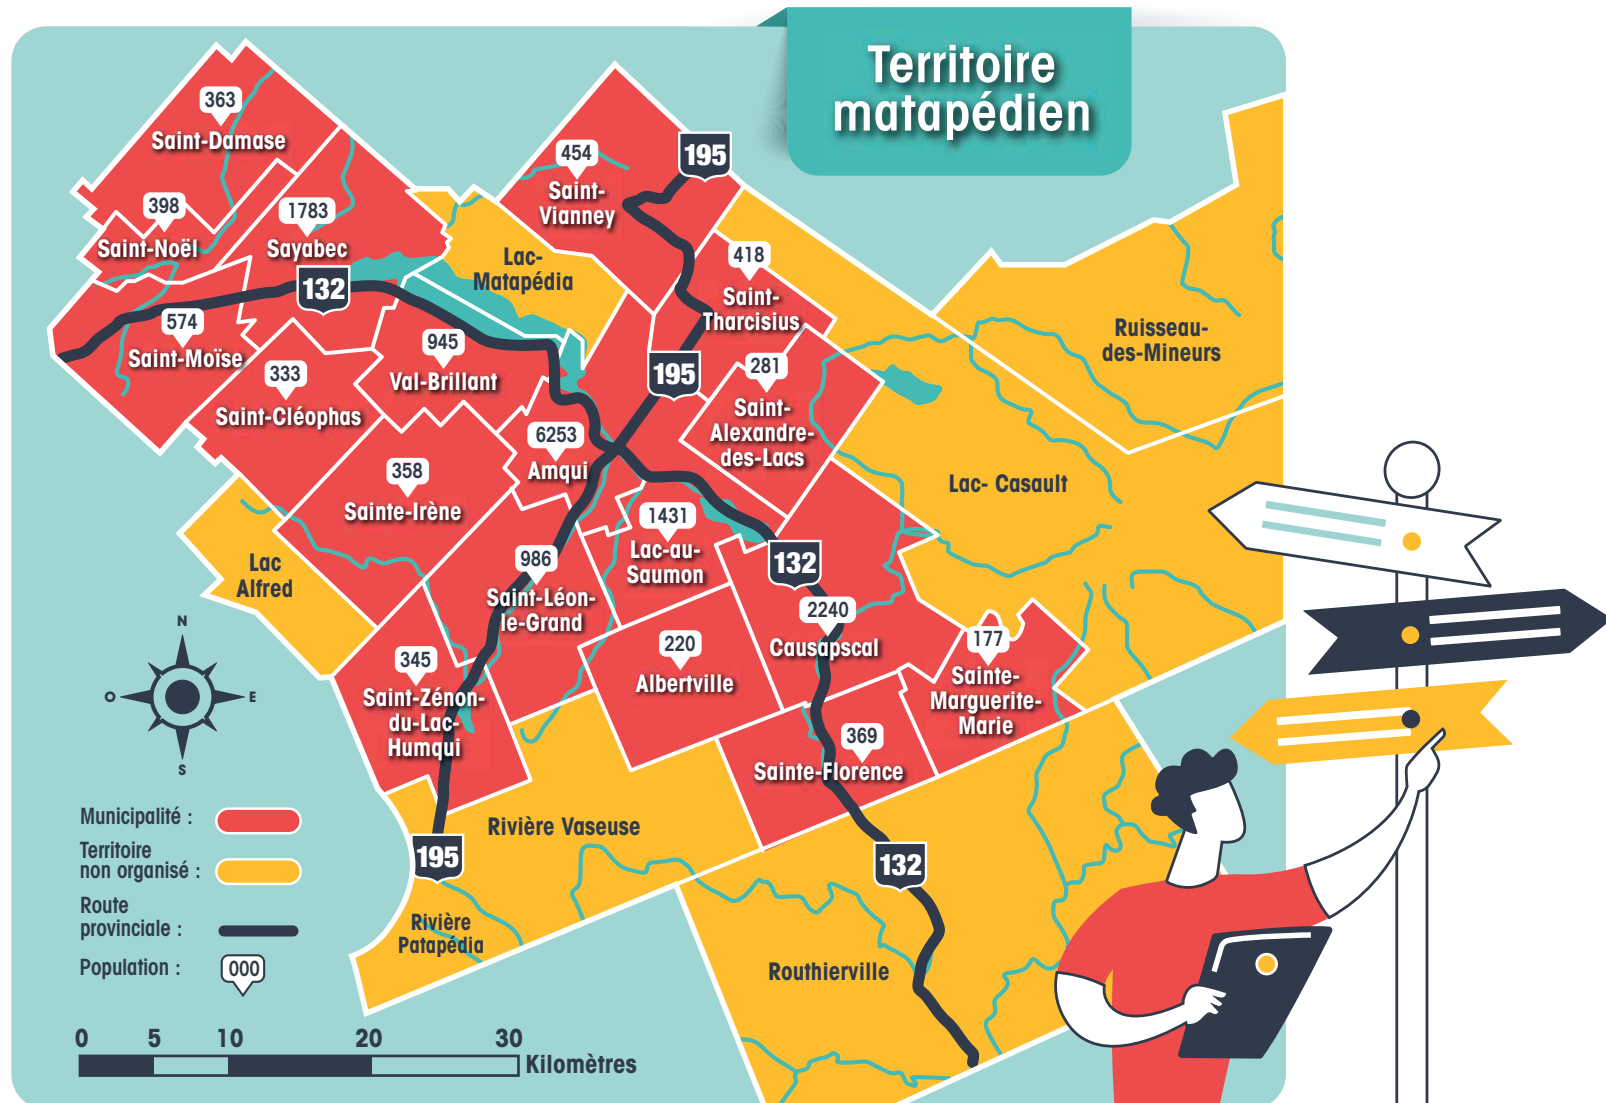 Territoire
matapédien
363
Saint-Damase
398
Saint-Noël
1783
Sayabec
132
574
Saint-Moïse
333
Saint-Cléophas
945
Val-Brillant
Lac-
Matapédia
454
Saint-
Vianney
195
418
Saint-
Tharcisius
195
281
Saint-
Alexandre-
des-Lacs
Ruisseau-
des-Mineurs
Lac- Casault
6253
Amqui
358
Sainte-Irène
Lac
Alfred
986
Saint-Léon-
le-Grand
1431
Lac-au-
Saumon
132
2240
Causapscal
220
Albertville
177
Sainte-
Marguerite-
Marie
345
Saint-Zénon-
du-Lac-
Humqui
369
Sainte-Florence
Rivière Vaseuse
195
132
Rivière
Patapédia
Routhierville
N
O
E
S
Municipalité :
Territoire
non organisé :
Route
provinciale :
Population :
000
0 5 10 20 30
Kilomètres